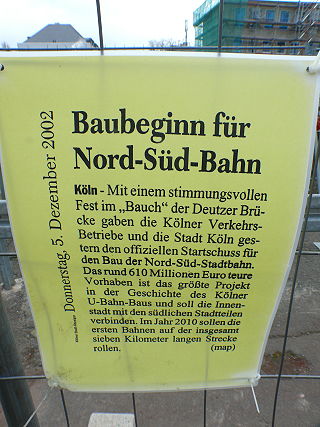 Donnerstag, 5. Dezember 2002
Baubeginn für
Nord-Süd-Bahn
Köln - Mit einem stimmungsvollen
Fest im „Bauch" der Deutzer Brü-
cke gaben die Kölner Verkehrs-
Betriebe und die Stadt Köln ges-
tern den offiziellen Startschuss für
den Bau der Nord-Süd-Stadtbahn.
Das rund 610 Millionen Euro teure
Vorhaben ist das größte Projekt
in der Geschichte des Kölner
U-Bahn-Baus und soll die Innen-
stadt mit den südlichen Stadtteilen
verbinden. Im Jahr 2010 sollen die
ersten Bahnen auf der insgesamt
sieben Kilometer langen Strecke
rollen. (map)